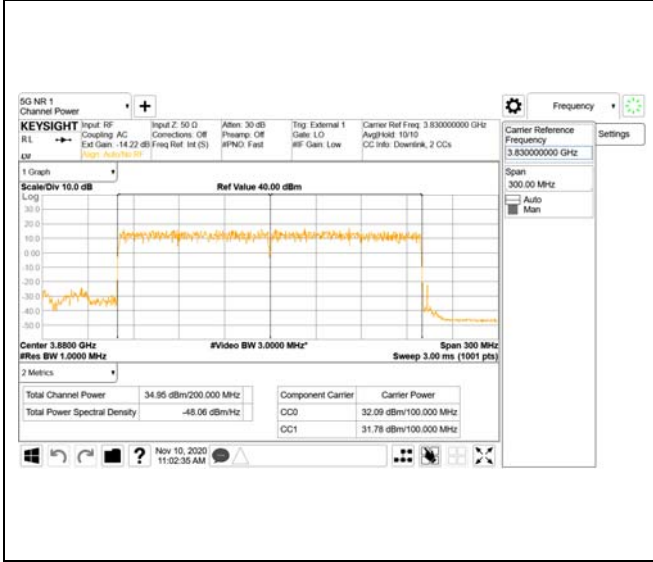 5G NR 1
Channel Power
Frequency
KEYSIGHT
RL
Input: RF
Coupling: AC
Ext Gain: -14.22 dB
Align: Auto/No RF
Input Z: 50 Ω
Corrections: Off
Freq Ref: Int (S)
Atten: 30 dB
Preamp: Off
#PNO: Fast
Trig: External 1
Gate: LO
#IF Gain: Low
Carrier Ref Freq: 3.830000000 GHz
Avg|Hold: 10/10
CC Info: Downlink, 2 CCs
Carrier Reference
Frequency
3.830000000 GHz
Settings
Span
300.00 MHz
Auto
Man
1 Graph
Scale/Div 10.0 dB
Ref Value 40.00 dBm
Log
30.0
20.0
10.0
0.00
-10.0
-20.0
-30.0
-40.0
-50.0
Center 3.8800 GHz
#Video BW 3.0000 MHz*
Span 300 MHz
#Res BW 1.0000 MHz
Sweep 3.00 ms (1001 pts)
2 Metrics
Total Channel Power 34.95 dBm/200.000 MHz
Total Power Spectral Density -48.06 dBm/Hz
Component Carrier Carrier Power
CC0 32.09 dBm/100.000 MHz
CC1 31.78 dBm/100.000 MHz
?
Nov 10, 2020
11:02:35 AM